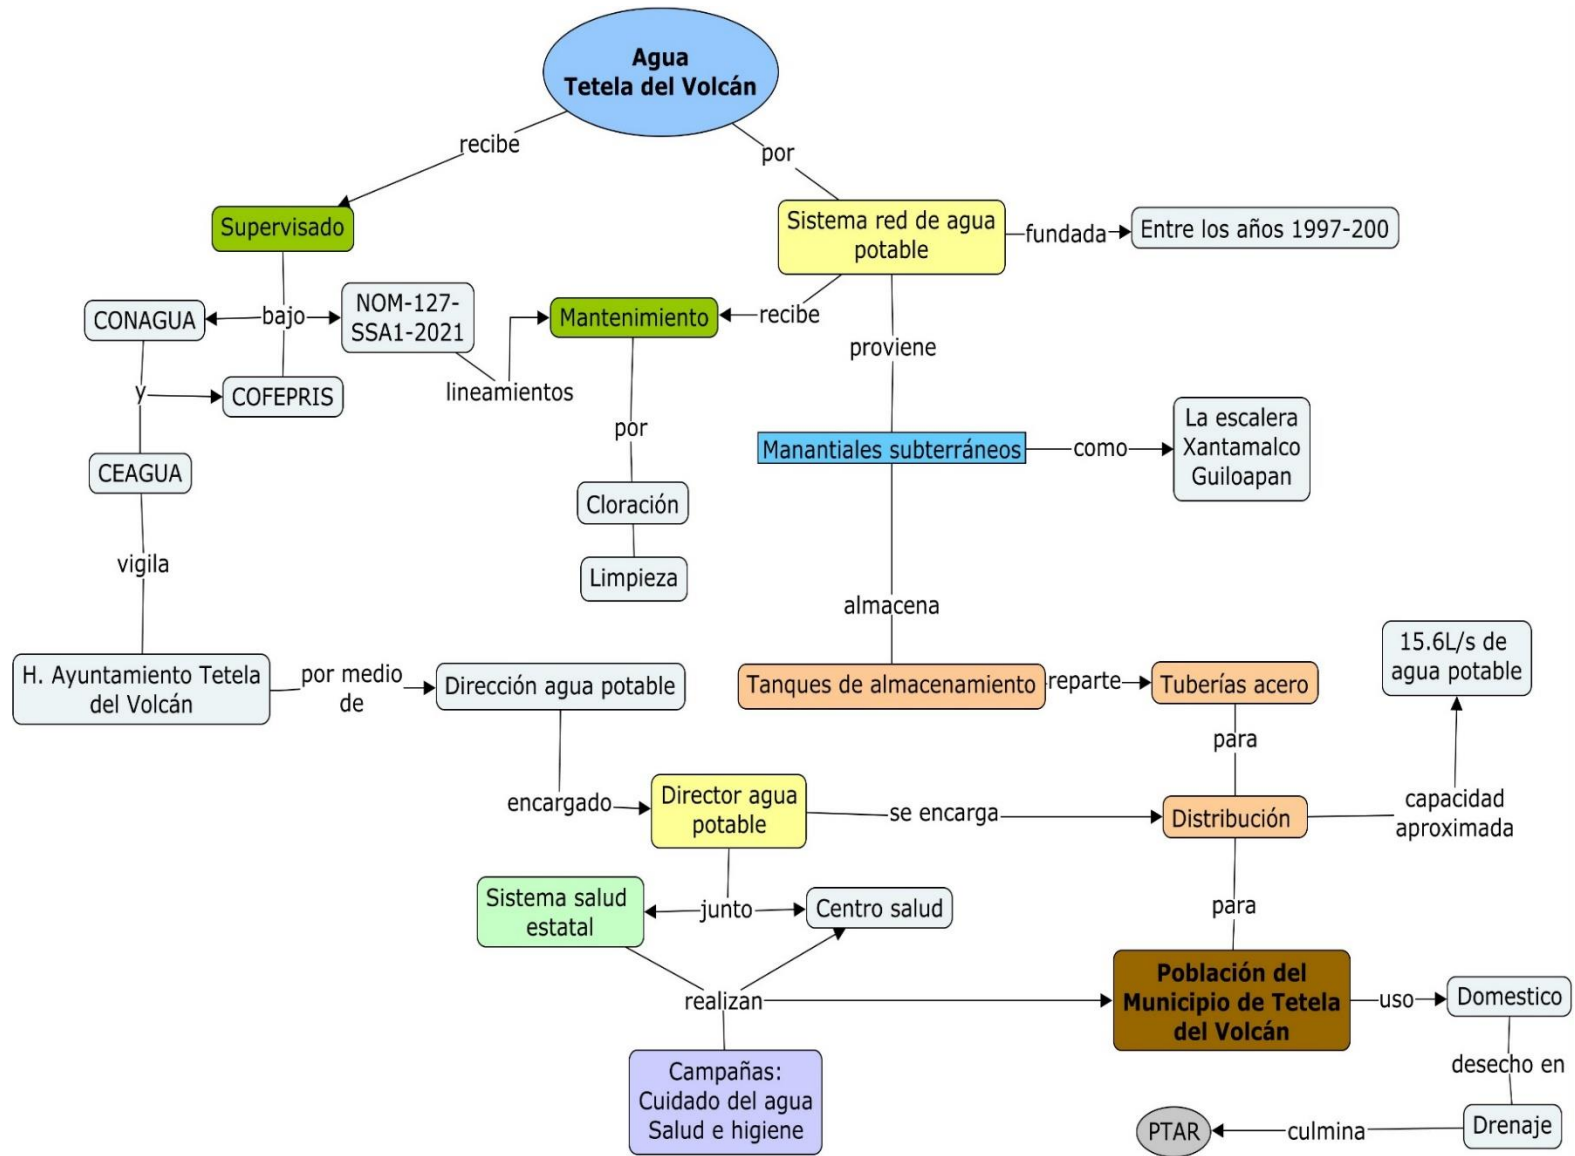 Agua
Tetela del Volcán
recibe
por
Supervisado
Sistema red de agua
potable
fundada
Entre los años 1997-200
CONAGUA
bajo
NOM-127-
SSA1-2021
Mantenimiento
recibe
proviene
y
COFEPRIS
lineamientos
por
La escalera
Xantamalco
Guiloapan
Manantiales subterráneos
como
CEAGUA
Cloración
vigila
Limpieza
almacena
15.6L/s de
agua potable
H. Ayuntamiento Tetela
del Volcán
por medio
de
Dirección agua potable
Tanques de almacenamiento
reparte
Tuberías acero
para
encargado
Director agua
potable
se encarga
Distribución
capacidad
aproximada
Sistema salud
estatal
junto
Centro salud
para
realizan
Población del
Municipio de Tetela
del Volcán
uso
Domestico
desecho en
Campañas:
Cuidado del agua
Salud e higiene
PTAR
culmina
Drenaje